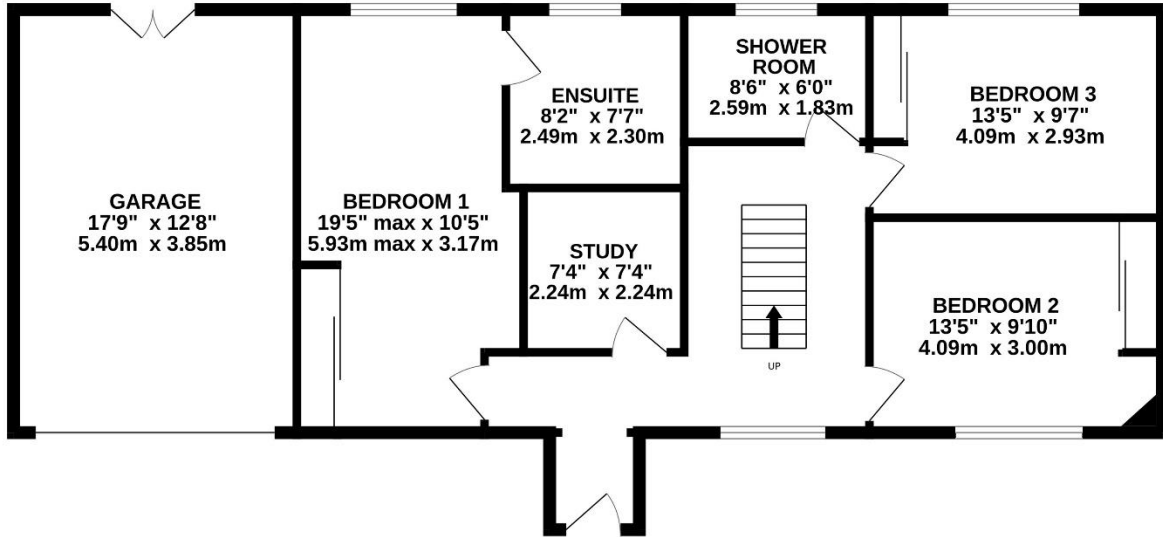 GARAGE
17'9" x 12'8"
5.40m x 3.85m
BEDROOM 1
19'5" max x 10'5"
5.93m max x 3.17m
ENSUITE
8'2" x 7'7"
2.49m x 2.30m
STUDY
7'4" x 7'4"
2.24m x 2.24m
SHOWER
ROOM
8'6" x 6'0"
2.59m x 1.83m
UP
BEDROOM 3
13'5" x 9'7"
4.09m x 2.93m
BEDROOM 2
13'5" x 9'10"
4.09m x 3.00m